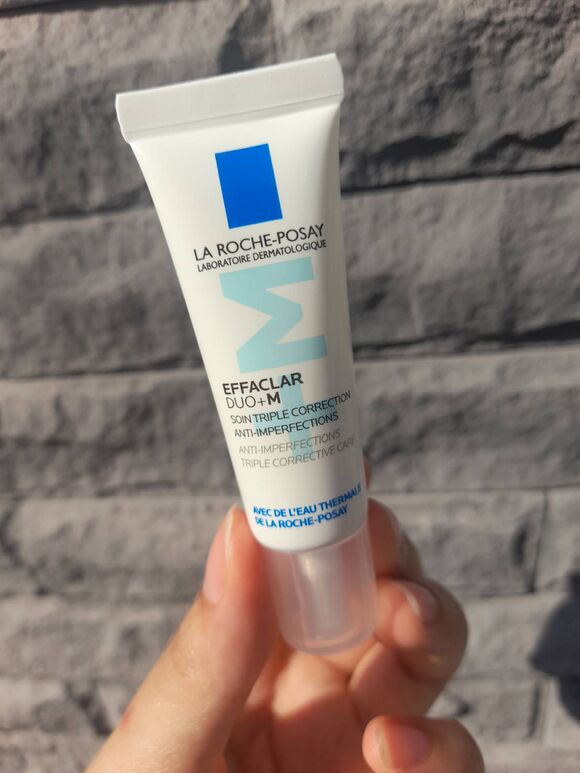 LA ROCHE-POSAY
LABORATOIRE DERMATOLOGIQUE
+M
EFFACLAR
DUO+M
SOIN TRIPLE CORRECTION
ANTI-IMPERFECTIONS
ANTI-IMPERFECTIONS
TRIPLE CORRECTIVE CARE
AVEC DE L'EAU THERMALE
DE LA ROCHE-POSAY